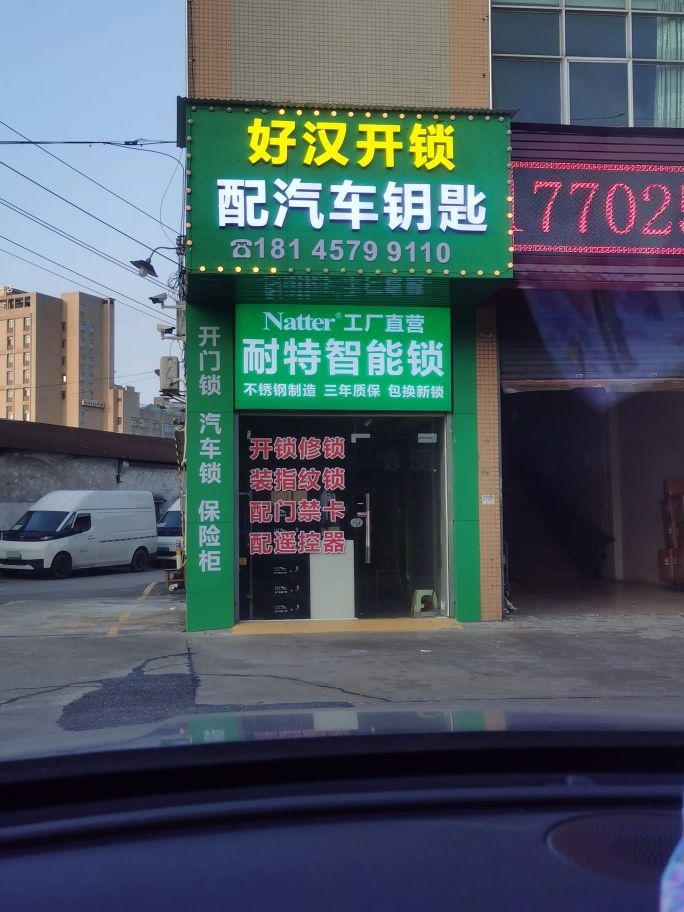 好汉开锁
配汽车钥匙
☎181 4579 9110
17702
Natter®工厂直营
耐特智能锁
不锈钢制造 三年质保 包换新锁
开门锁 汽车锁 保险柜
开锁修锁
装指纹锁
配门禁卡
配遥控器